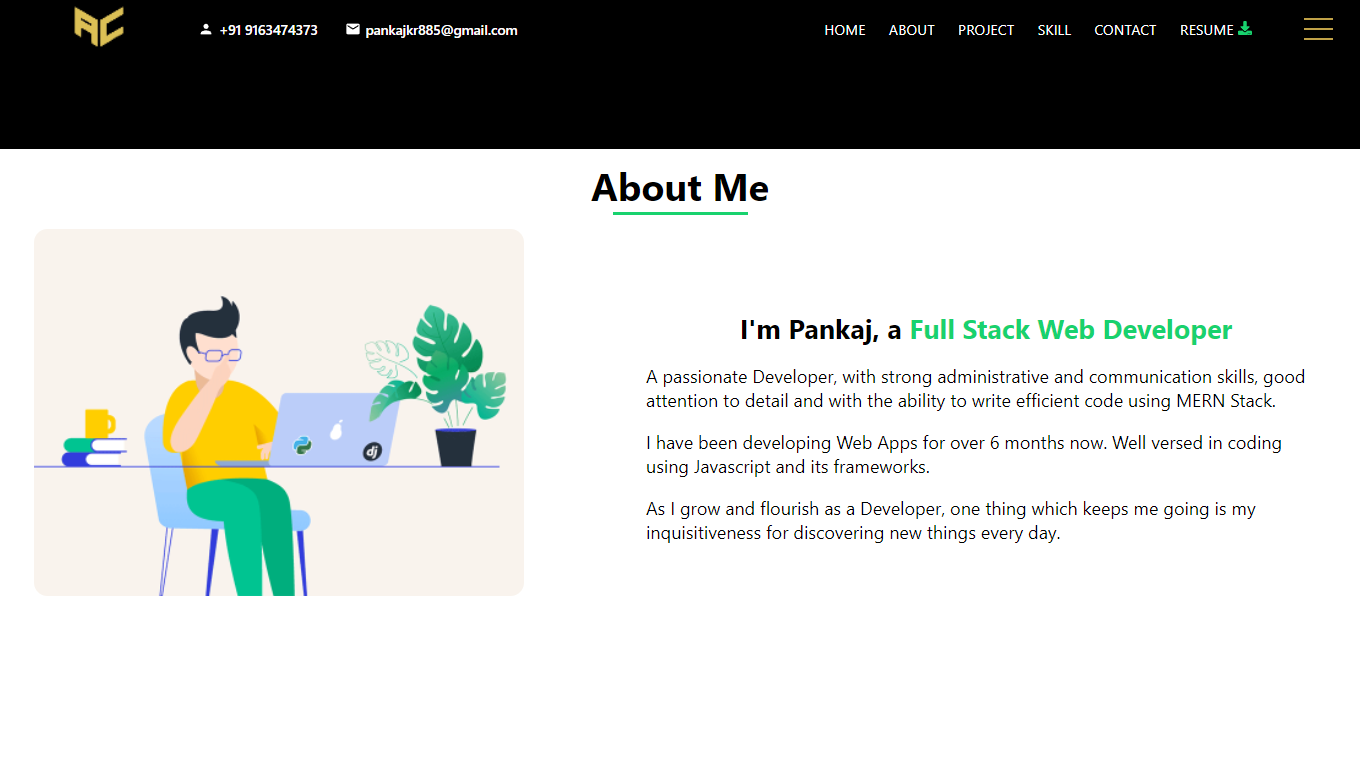 AC
+91 9163474373
pankajkr885@gmail.com
HOME ABOUT PROJECT SKILL CONTACT RESUME
About Me
dj
I'm Pankaj, a Full Stack Web Developer
A passionate Developer, with strong administrative and communication skills, good
attention to detail and with the ability to write efficient code using MERN Stack.
I have been developing Web Apps for over 6 months now. Well versed in coding
using Javascript and its frameworks.
As I grow and flourish as a Developer, one thing which keeps me going is my
inquisitiveness for discovering new things every day.